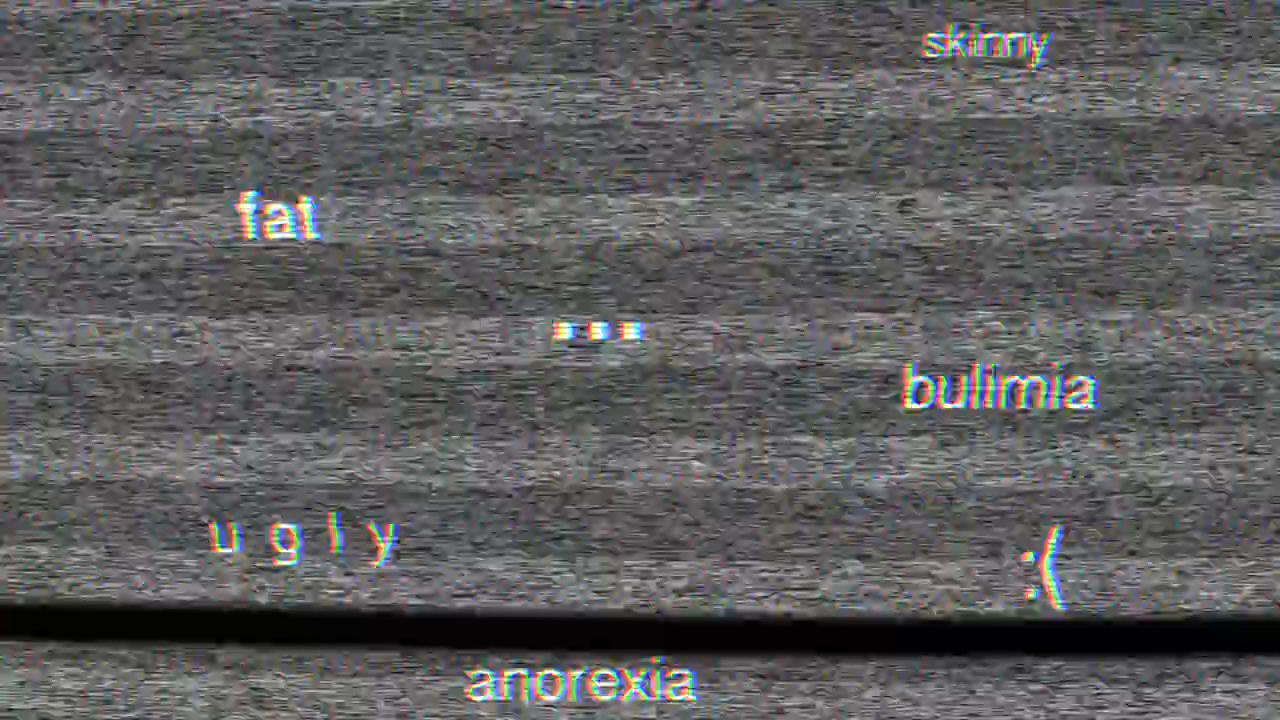 skinny
fat
...
bulimia
u g l y
:(
anorexia